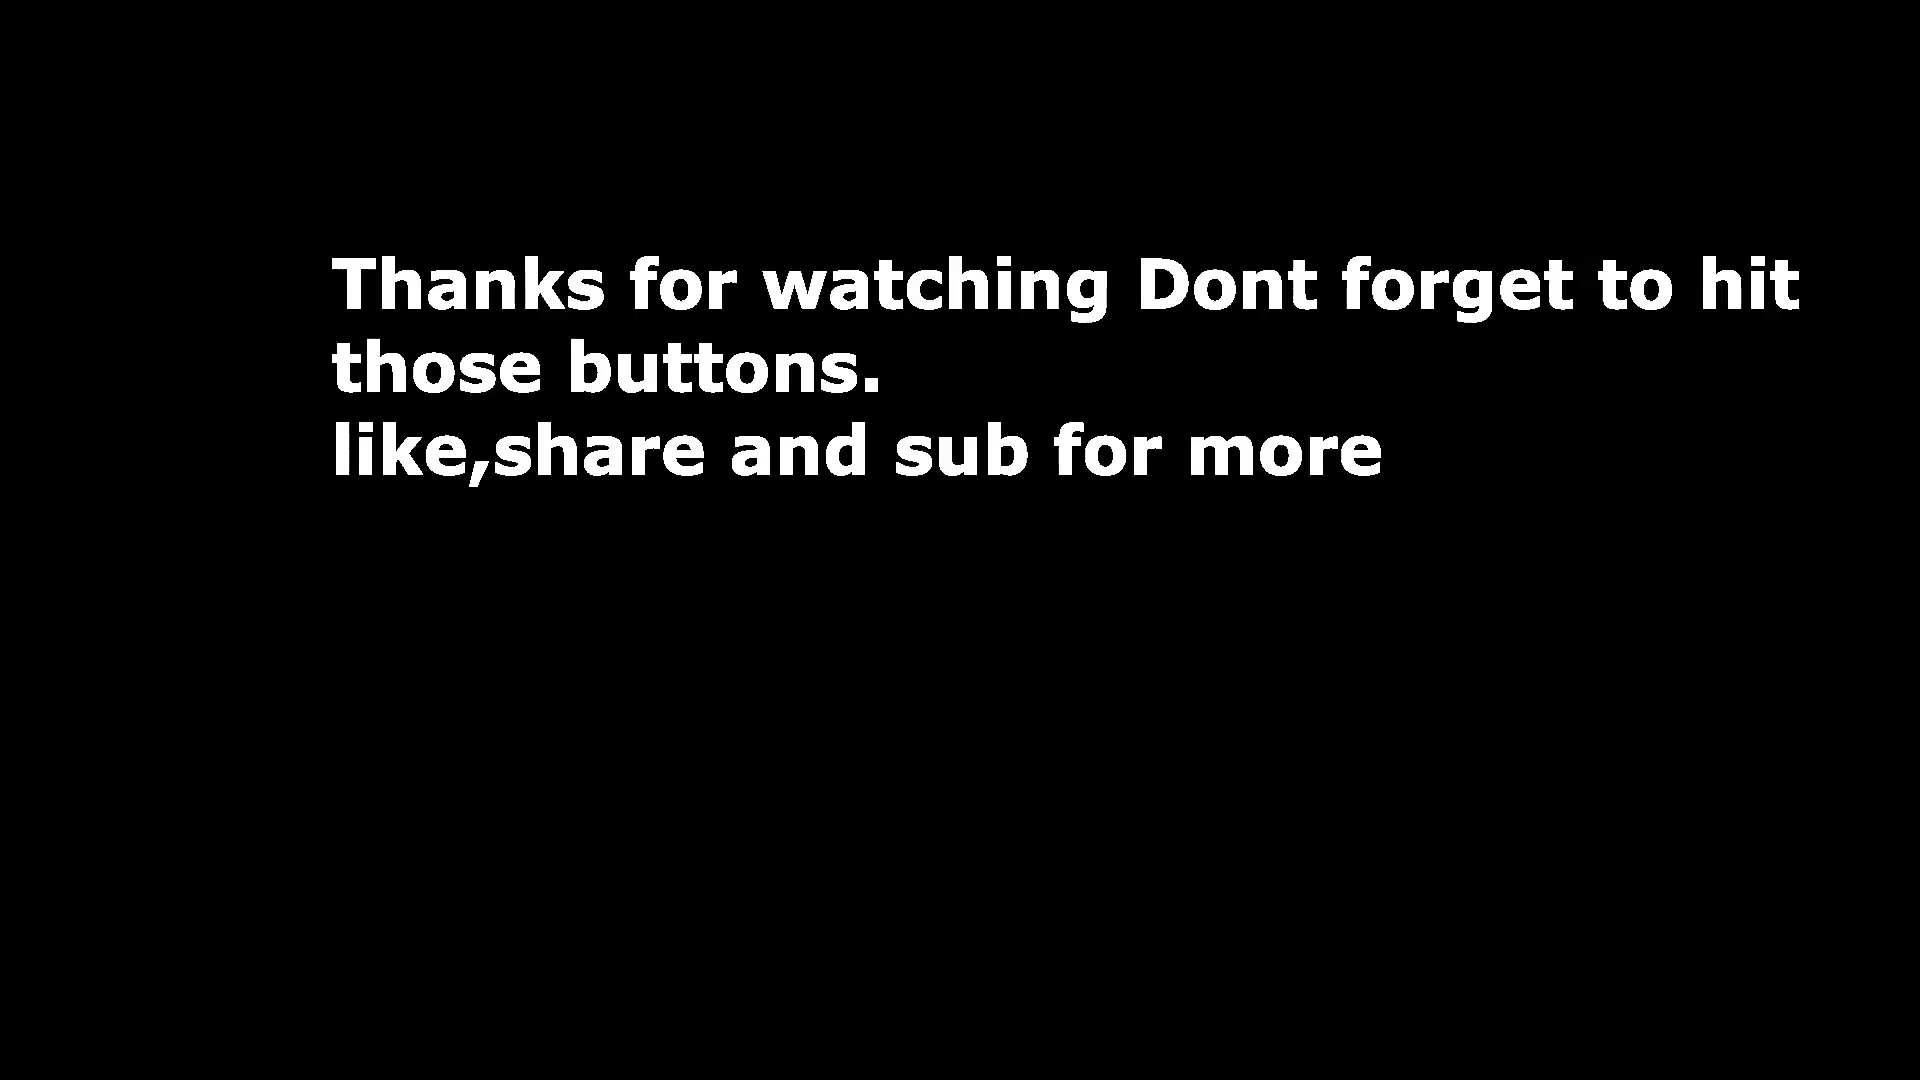 Thanks for watching Dont forget to hit
those buttons.
like,share and sub for more